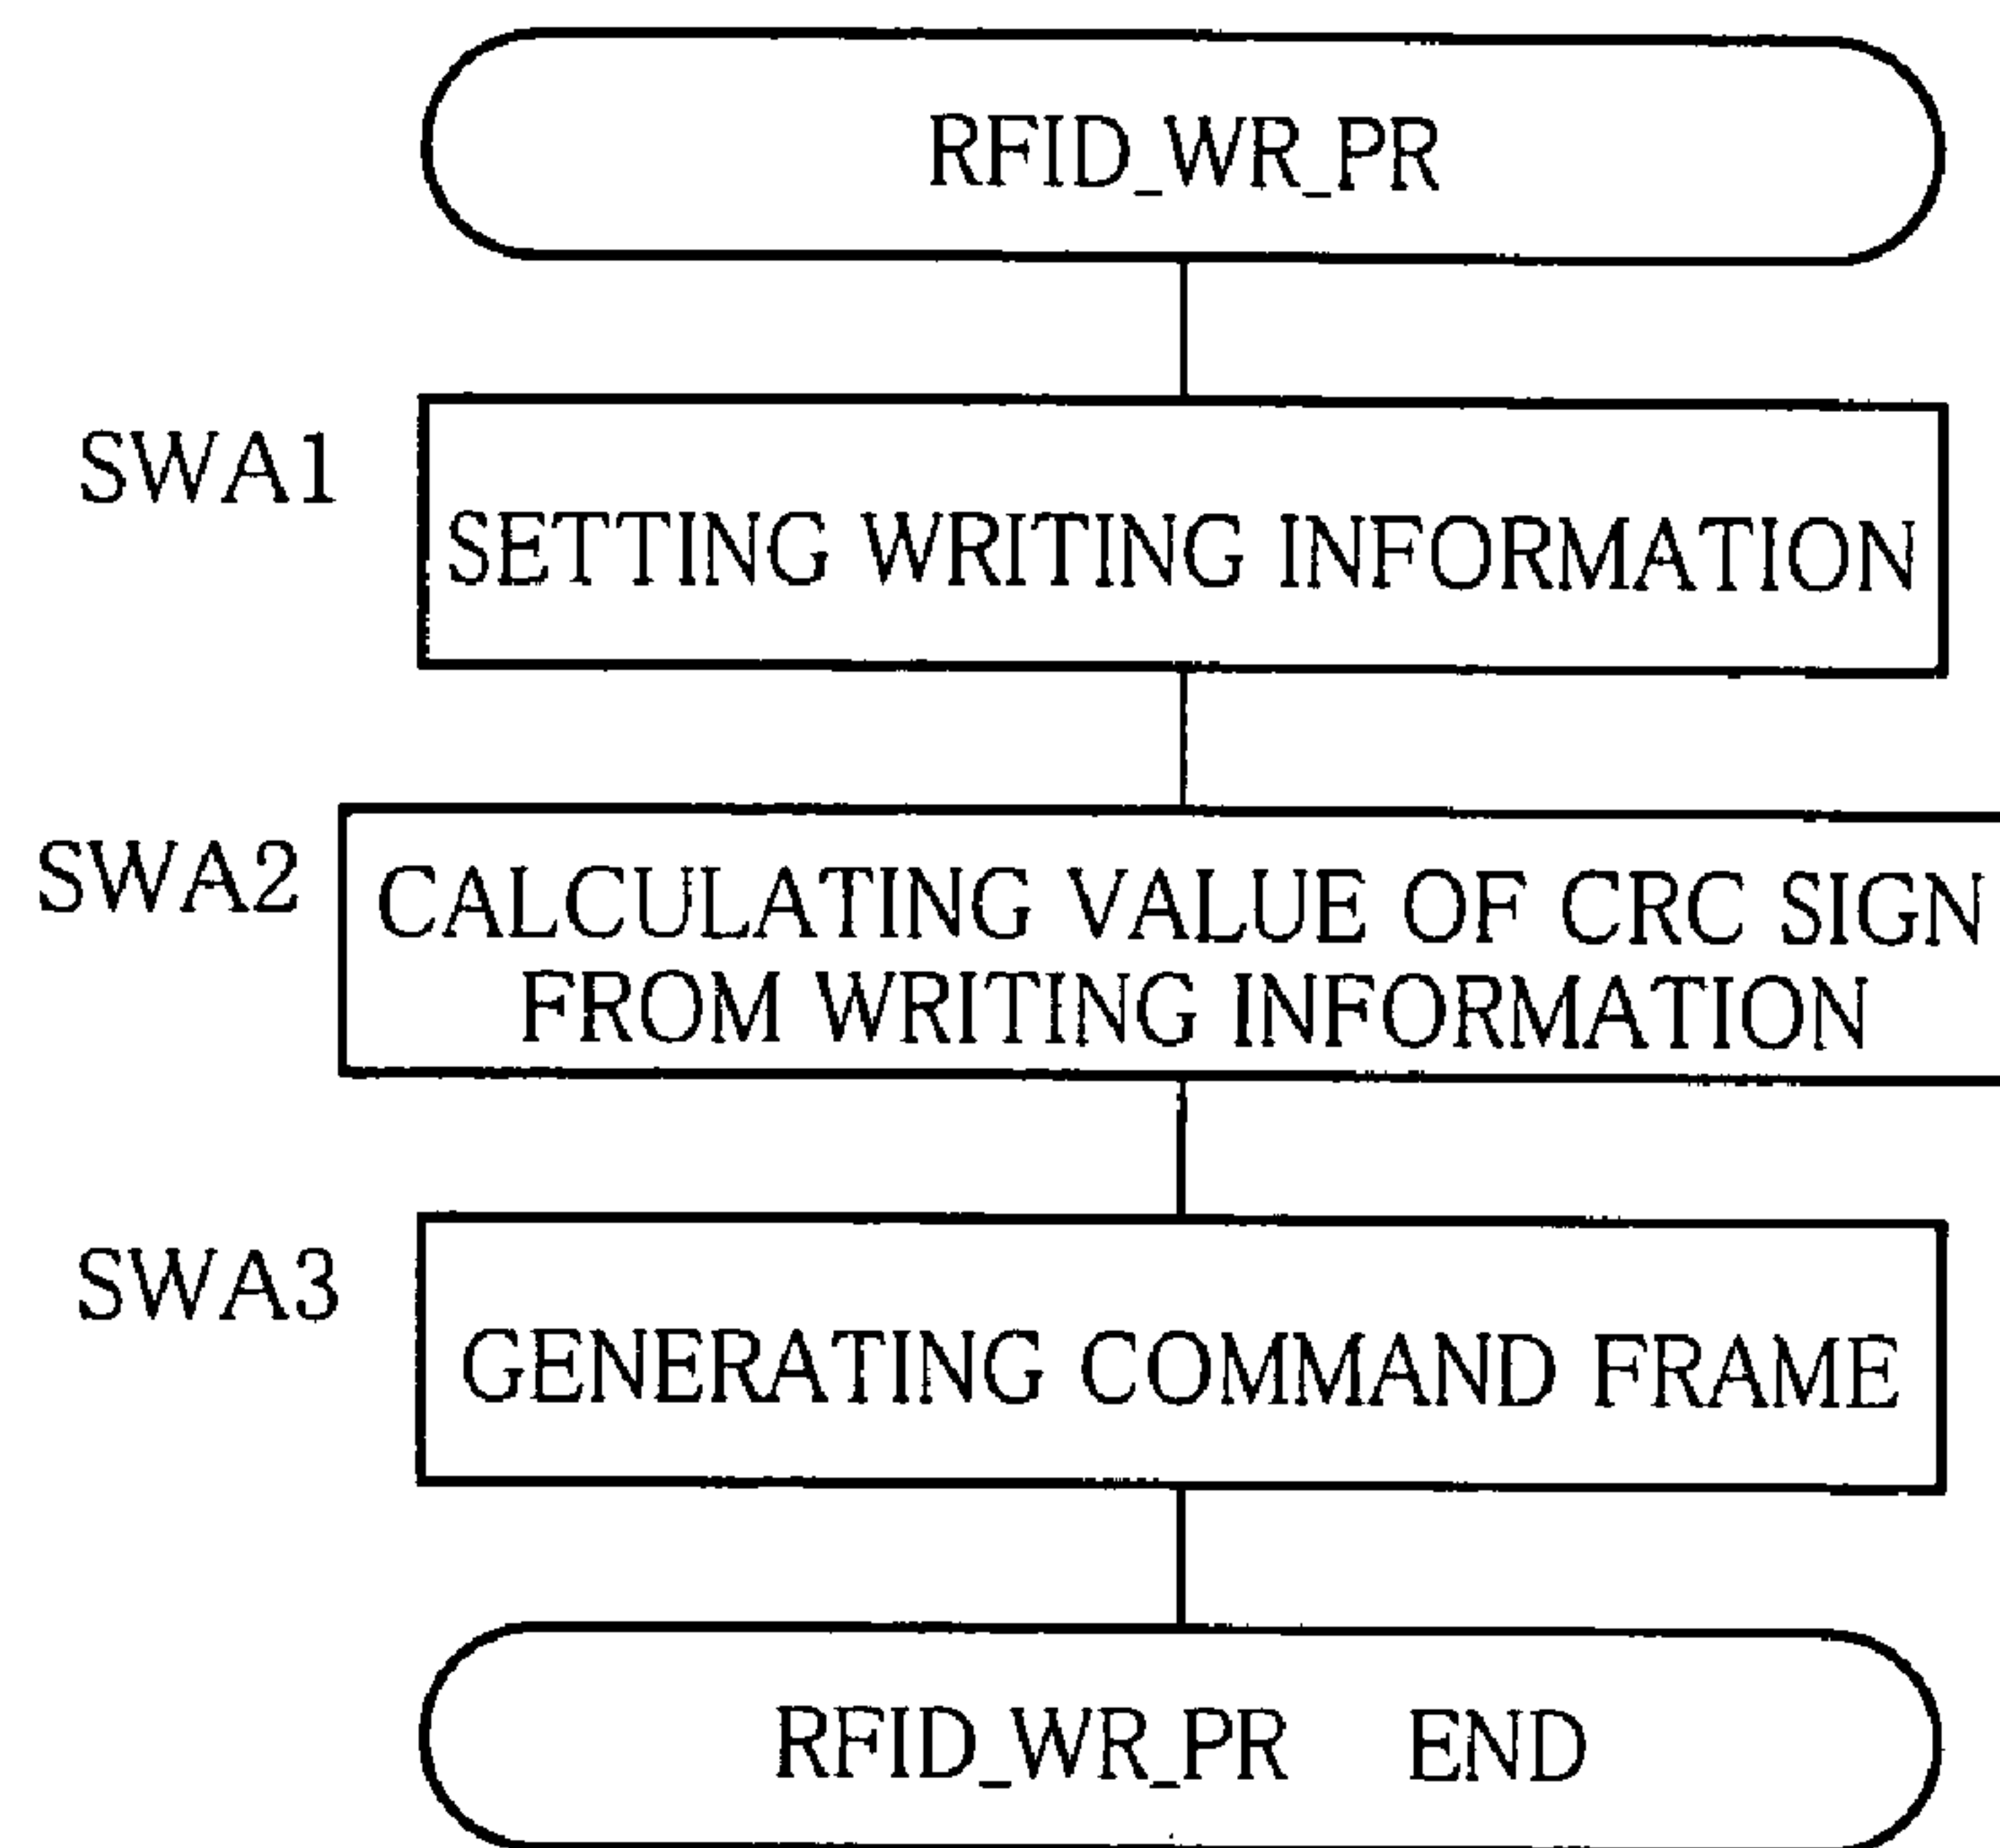 RFID_WR_PR
SWA1
SETTING WRITING INFORMATION
SWA2
CALCULATING VALUE OF CRC SIGN
FROM WRITING INFORMATION
SWA3
GENERATING COMMAND FRAME
RFID_WR_PR END